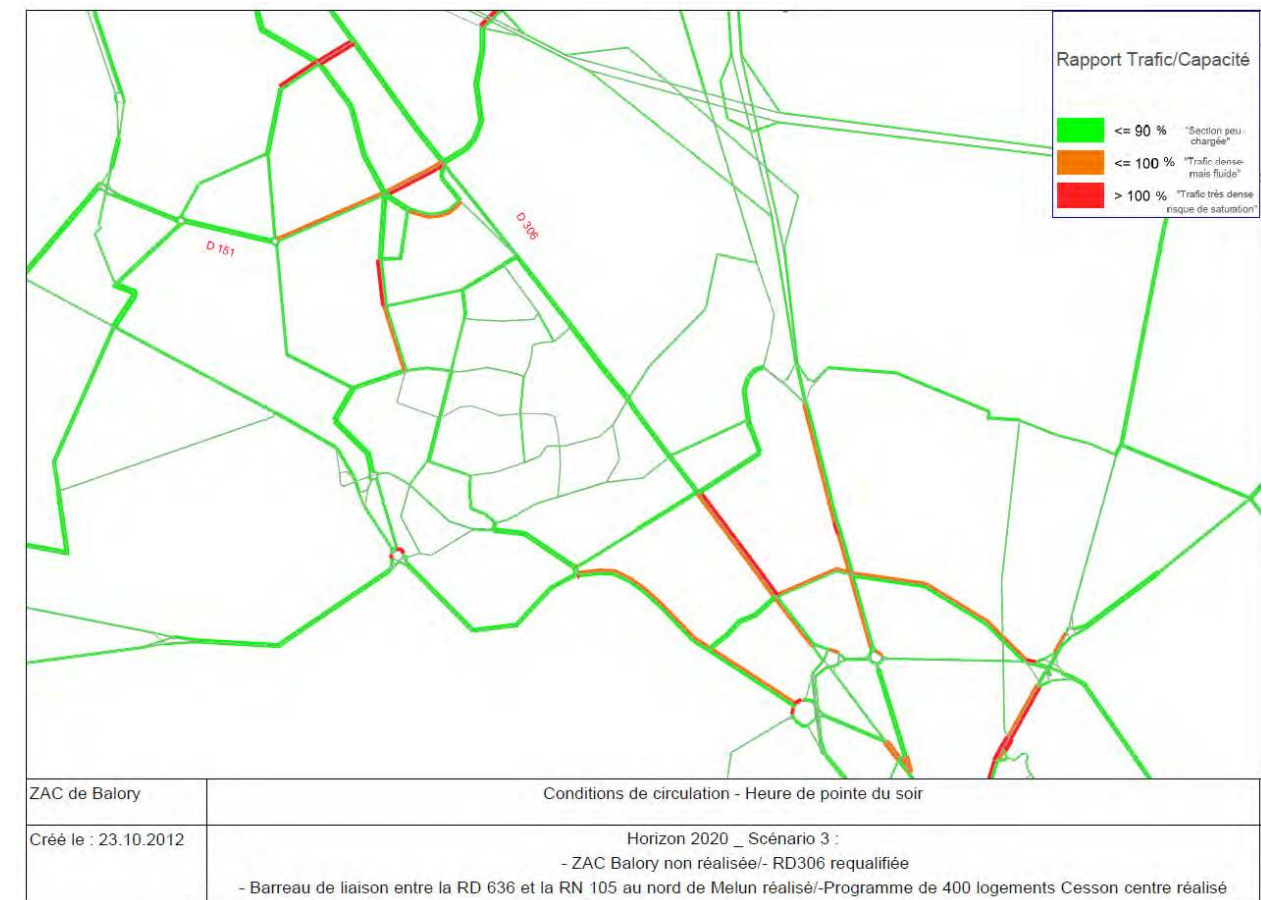 Rapport Trafic/Capacité
<= 90 % "Section peu
chargée"
<= 100 % "Trafic dense
mais fluide"
> 100 % "Trafic très dense
risque de saturation"
D 306
D 151
ZAC de Balory
Conditions de circulation - Heure de pointe du soir
Créé le : 23.10.2012
Horizon 2020 _ Scénario 3 :
- ZAC Balory non réalisée/- RD306 requalifiée
- Barreau de liaison entre la RD 636 et la RN 105 au nord de Melun réalisé/-Programme de 400 logements Cesson centre réalisé